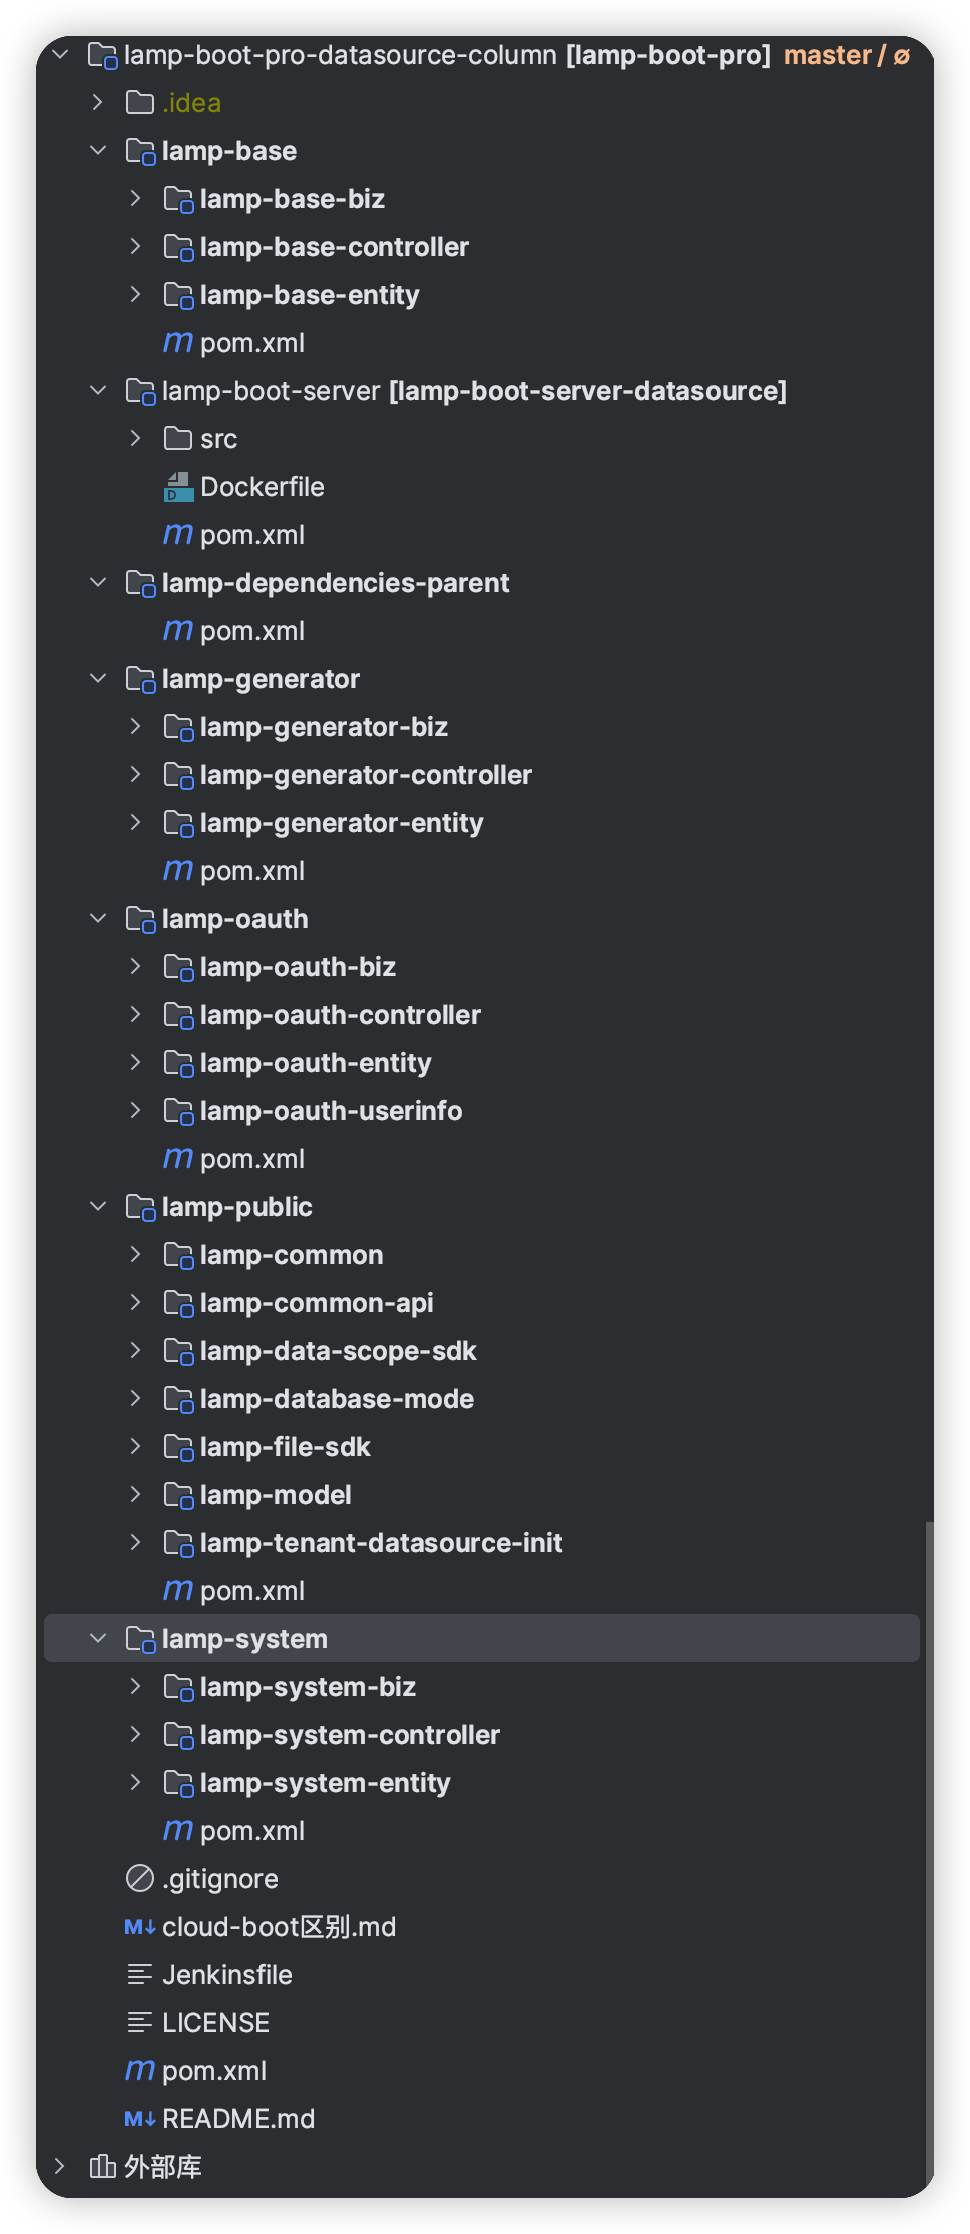 lamp-boot-pro-datasource-column [lamp-boot-pro] master / ø
.idea
lamp-base
lamp-base-biz
lamp-base-controller
lamp-base-entity
pom.xml
lamp-boot-server [lamp-boot-server-datasource]
src
Dockerfile
pom.xml
lamp-dependencies-parent
pom.xml
lamp-generator
lamp-generator-biz
lamp-generator-controller
lamp-generator-entity
pom.xml
lamp-oauth
lamp-oauth-biz
lamp-oauth-controller
lamp-oauth-entity
lamp-oauth-userinfo
pom.xml
lamp-public
lamp-common
lamp-common-api
lamp-data-scope-sdk
lamp-database-mode
lamp-file-sdk
lamp-model
lamp-tenant-datasource-init
pom.xml
lamp-system
lamp-system-biz
lamp-system-controller
lamp-system-entity
pom.xml
.gitignore
cloud-boot区别.md
Jenkinsfile
LICENSE
pom.xml
README.md
外部库